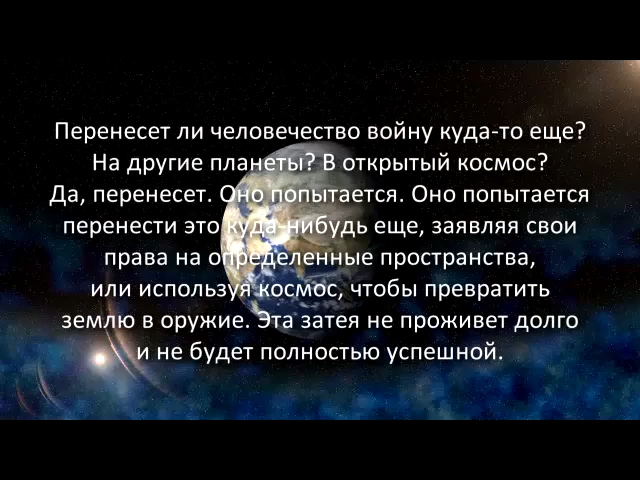 Перенесет ли человечество войну куда-то еще?
На другие планеты? В открытый космос?
Да, перенесет. Оно попытается. Оно попытается
перенести это куда-нибудь еще, заявляя свои
права на определенные пространства,
или используя космос, чтобы превратить
землю в оружие. Эта затея не проживет долго
и не будет полностью успешной.